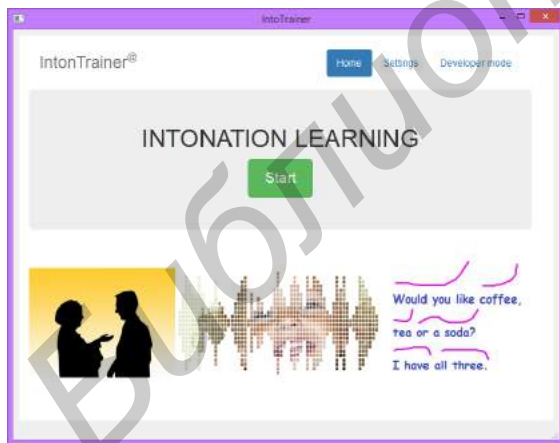 IntoTrainer
IntonTrainer®
Home Settings Developer mode
INTONATION LEARNING
Start
Would you like coffee,
tea or a soda?
I have all three.
Библио